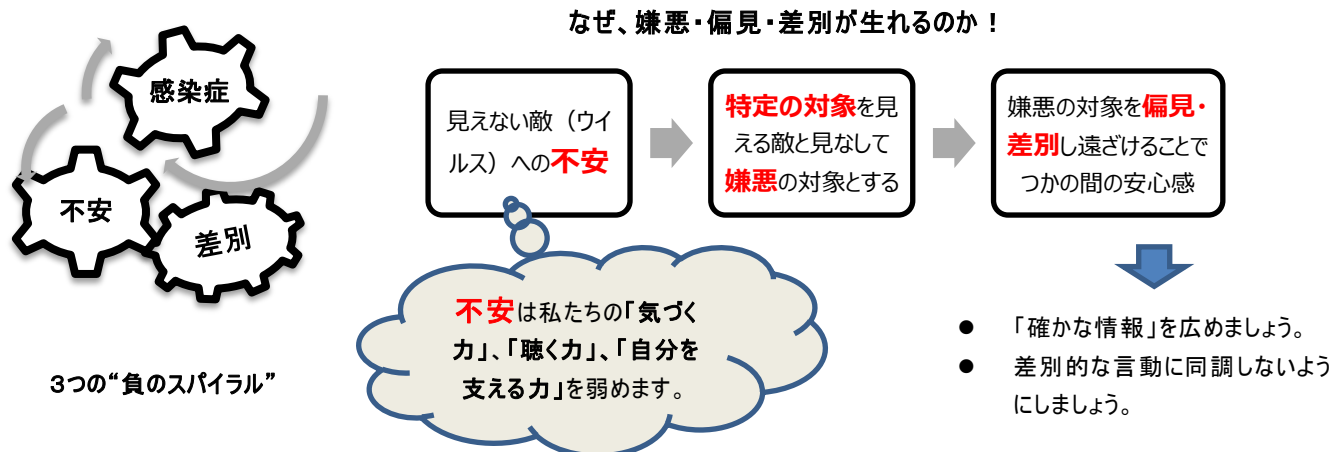 なぜ、嫌悪・偏見・差別が生れるのか！
感染症
不安
差別
3つの“負のスパイラル”
見えない敵（ウイ
ルス）への不安
特定の対象を見
える敵と見なして
嫌悪の対象とする
嫌悪の対象を偏見・
差別し遠ざけることで
つかの間の安心感
不安は私たちの「気づく
力」、「聴く力」、「自分を
支える力」を弱めます。
● 「確かな情報」を広めましょう。
● 差別的な言動に同調しないよう
にしましょう。